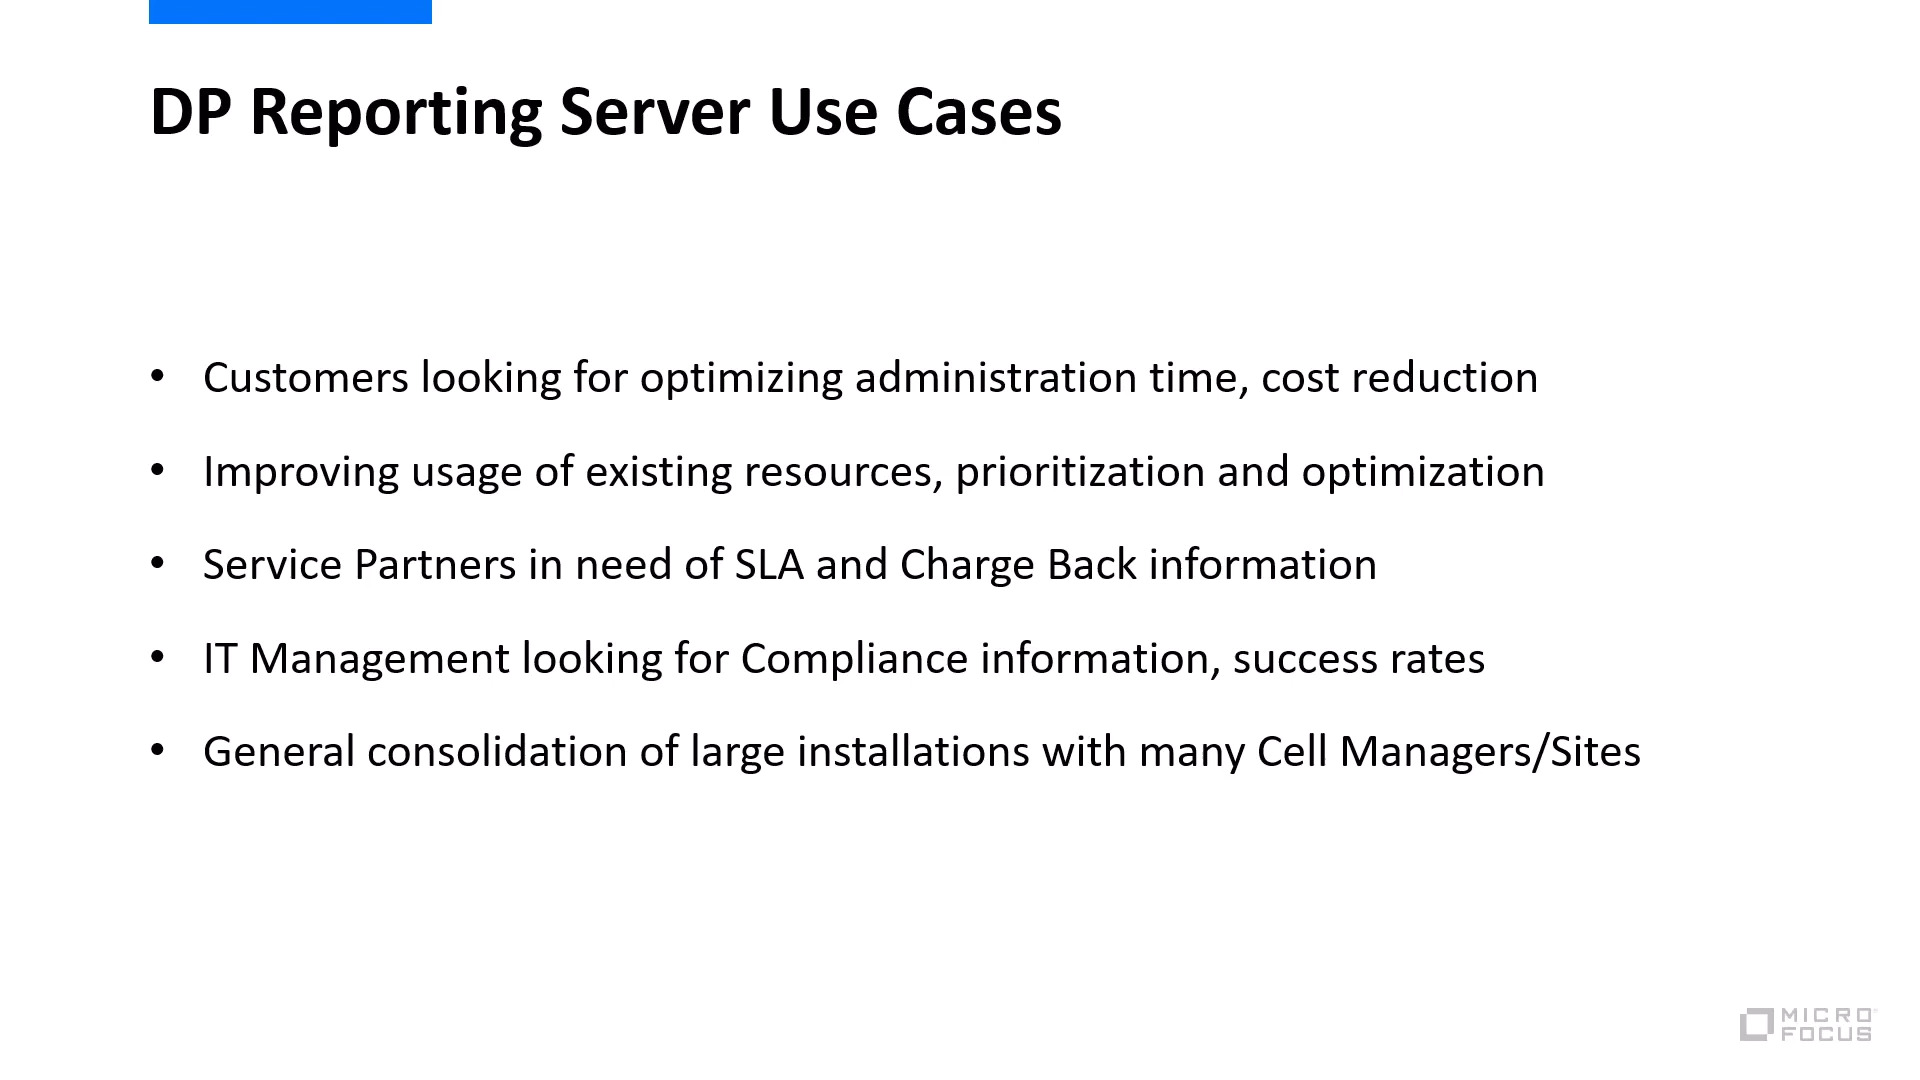 DP Reporting Server Use Cases
• Customers looking for optimizing administration time, cost reduction
• Improving usage of existing resources, prioritization and optimization
• Service Partners in need of SLA and Charge Back information
• IT Management looking for Compliance information, success rates
• General consolidation of large installations with many Cell Managers/Sites
MICRO
FOCUS